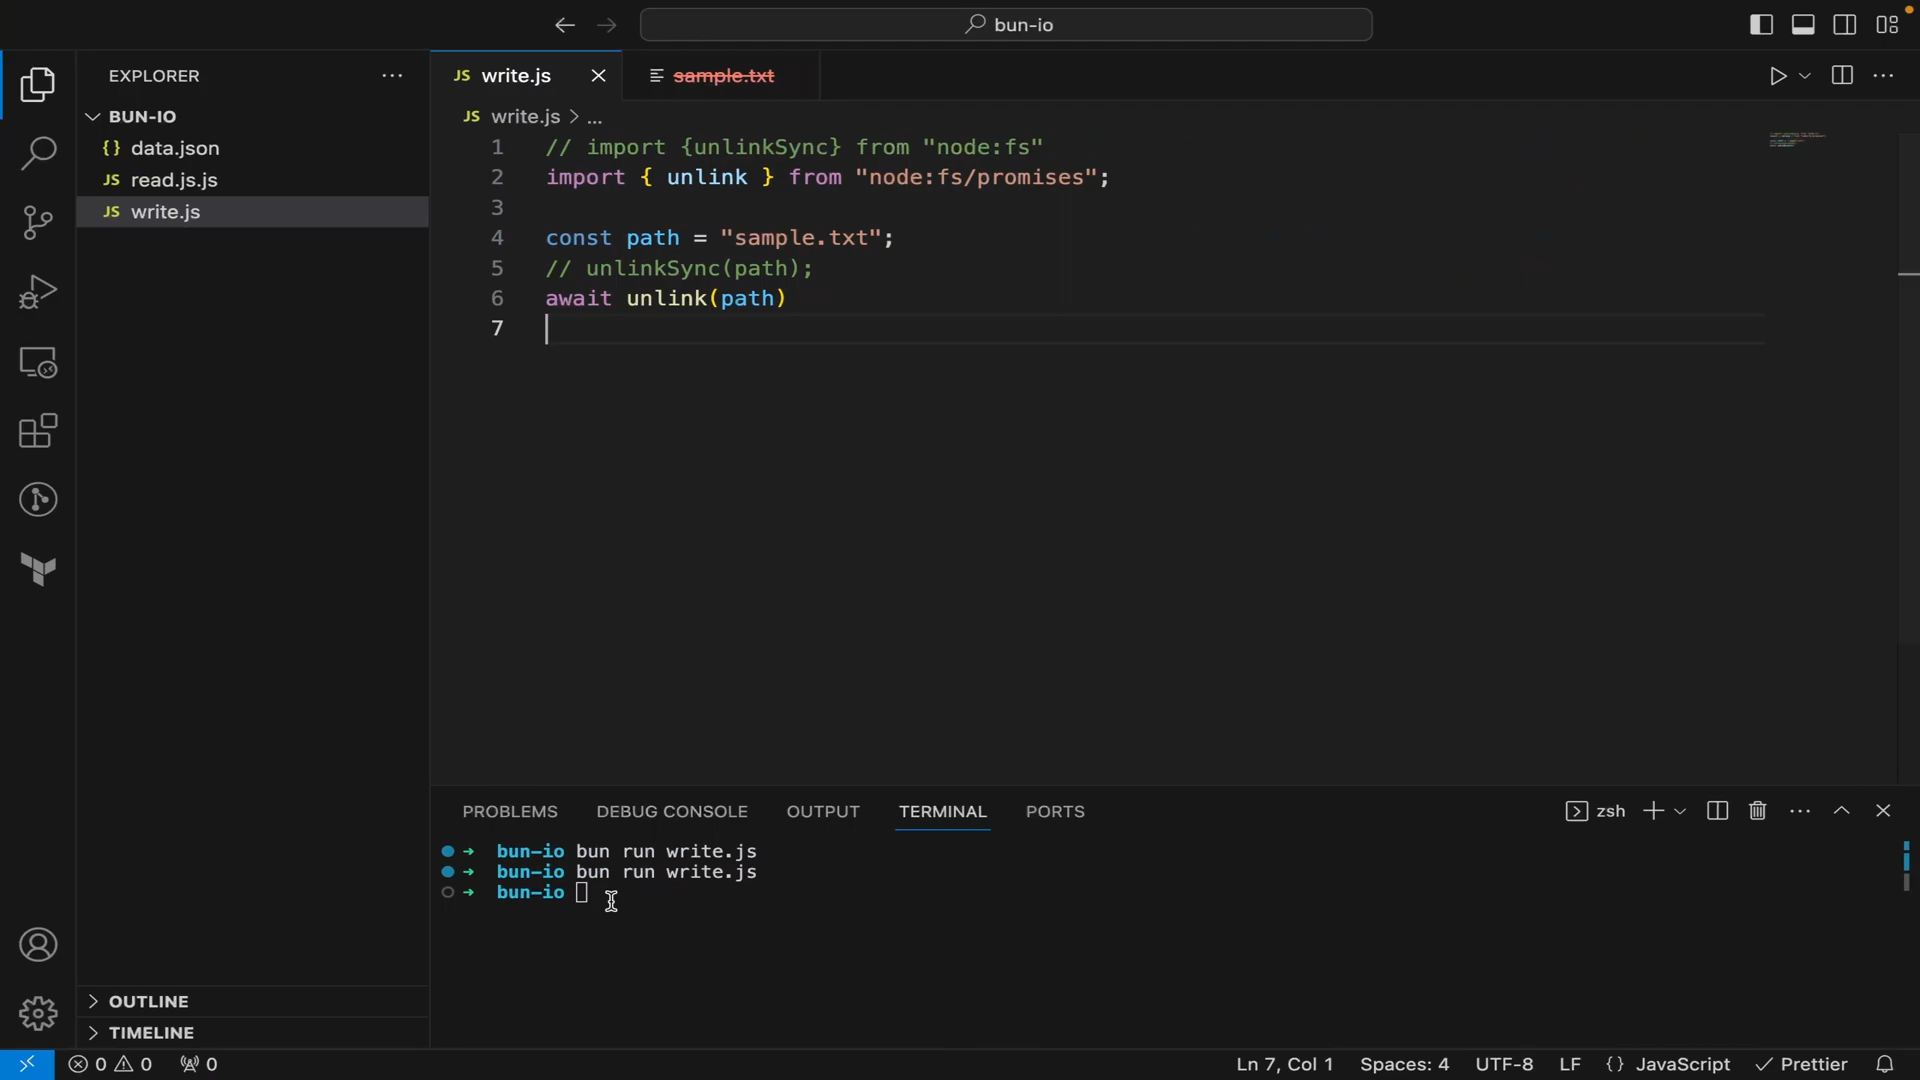 bun-io
EXPLORER
BUN-IO
data.json
JS read.js.js
JS write.js
OUTLINE
TIMELINE
JS write.js
sample.txt
JS write.js > ...
1 // import {unlinkSync} from "node:fs"
2 import { unlink } from "node:fs/promises";
3
4 const path = "sample.txt";
5 // unlinkSync(path);
6 await unlink(path)
7
PROBLEMS DEBUG CONSOLE OUTPUT TERMINAL PORTS
zsh
bun-io bun run write.js
bun-io bun run write.js
bun-io
0 0 0
Ln 7, Col 1 Spaces: 4 UTF-8 LF {} JavaScript Prettier